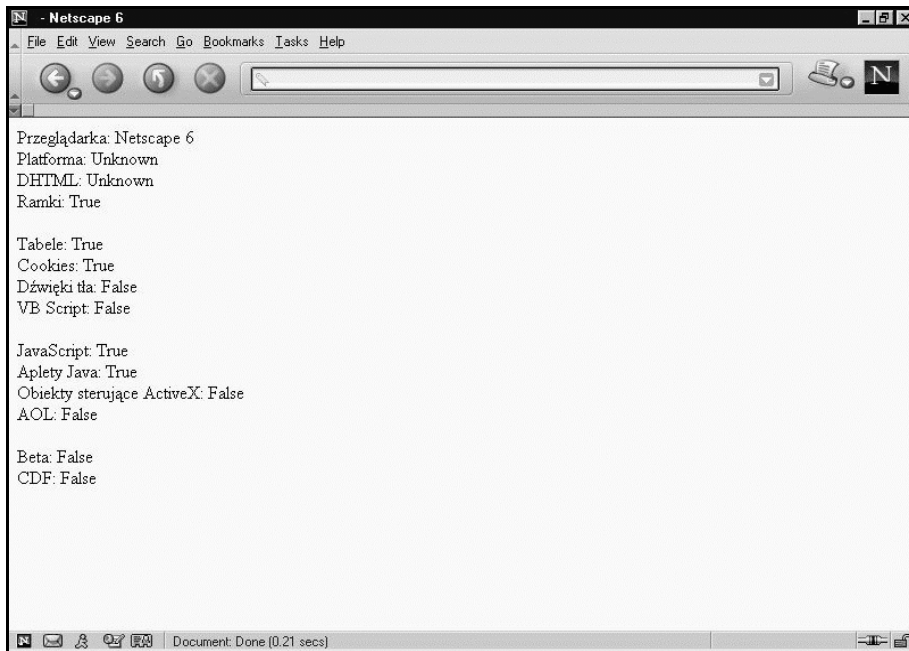 N - Netscape 6
File Edit View Search Go Bookmarks Tasks Help
N
Przeglądarka: Netscape 6
Platforma: Unknown
DHTML: Unknown
Ramki: True
Tabele: True
Cookies: True
Dźwięki tła: False
VB Script: False
JavaScript: True
Aplety Java: True
Obiekty sterujące ActiveX: False
AOL: False
Beta: False
CDF: False
N
Document: Done (0.21 secs)